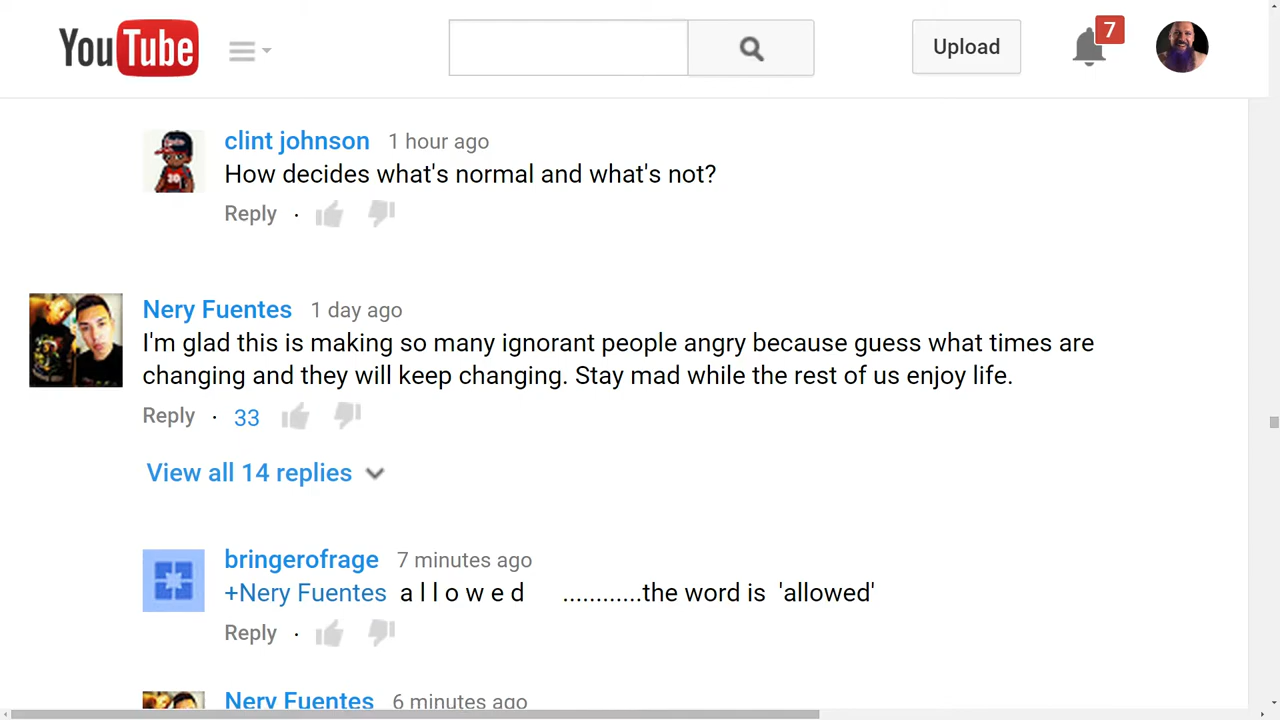 YouTube
Upload
7
clint johnson 1 hour ago
How decides what's normal and what's not?
Reply ·
Nery Fuentes 1 day ago
I'm glad this is making so many ignorant people angry because guess what times are
changing and they will keep changing. Stay mad while the rest of us enjoy life.
Reply · 33
View all 14 replies
bringerofrage 7 minutes ago
+Nery Fuentes a l l o w e d ............the word is 'allowed'
Reply ·
Nery Fuentes 6 minutes ago